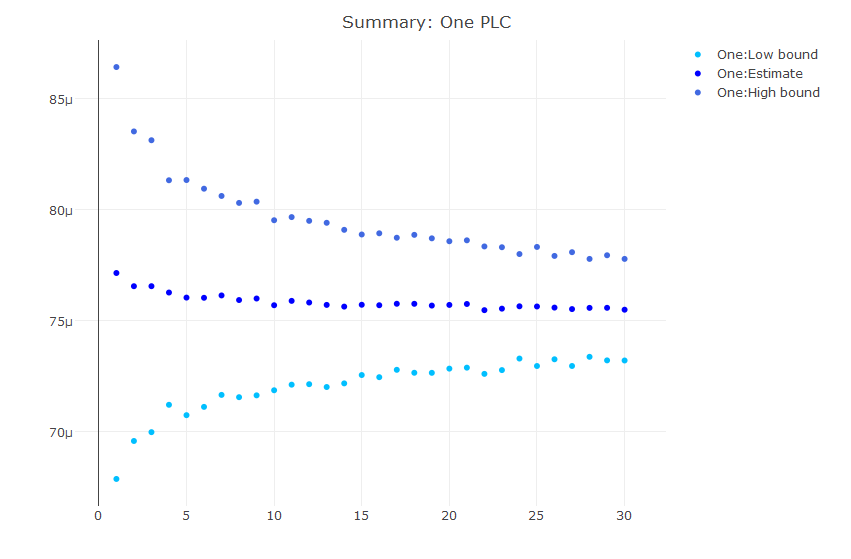 Summary: One PLC
One:Low bound
One:Estimate
One:High bound
85μ
80μ
75μ
70μ
0 5 10 15 20 25 30